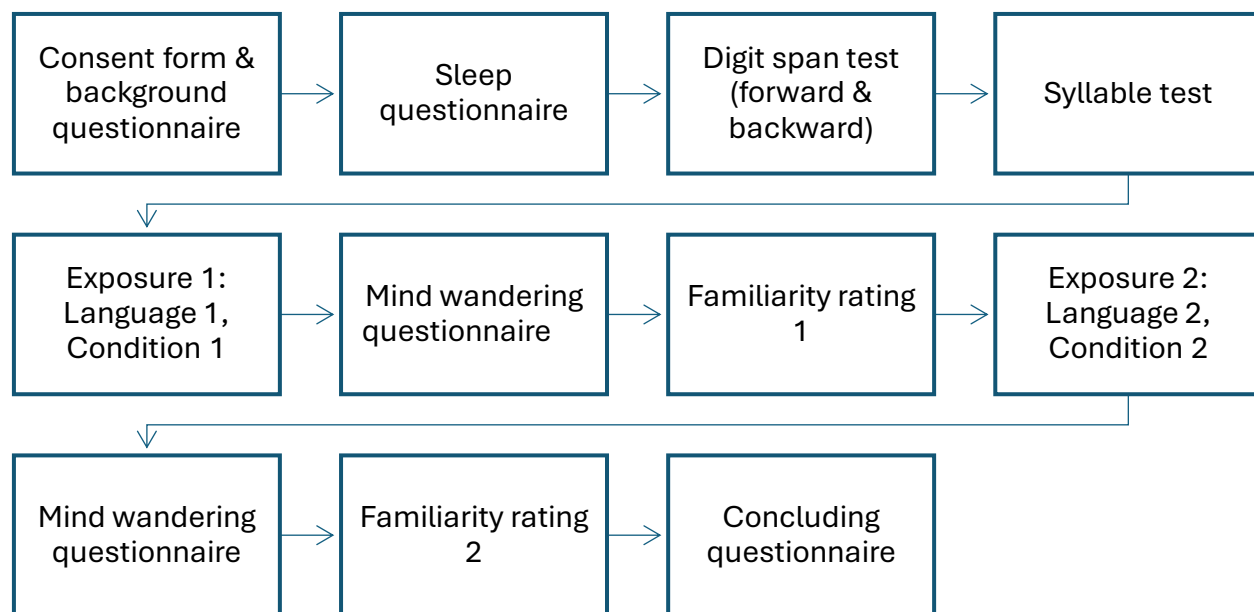 Consent form &
background
questionnaire
Sleep
questionnaire
Digit span test
(forward &
backward)
Syllable test
Exposure 1:
Language 1,
Condition 1
Mind wandering
questionnaire
Familiarity rating
1
Exposure 2:
Language 2,
Condition 2
Mind wandering
questionnaire
Familiarity rating
2
Concluding
questionnaire